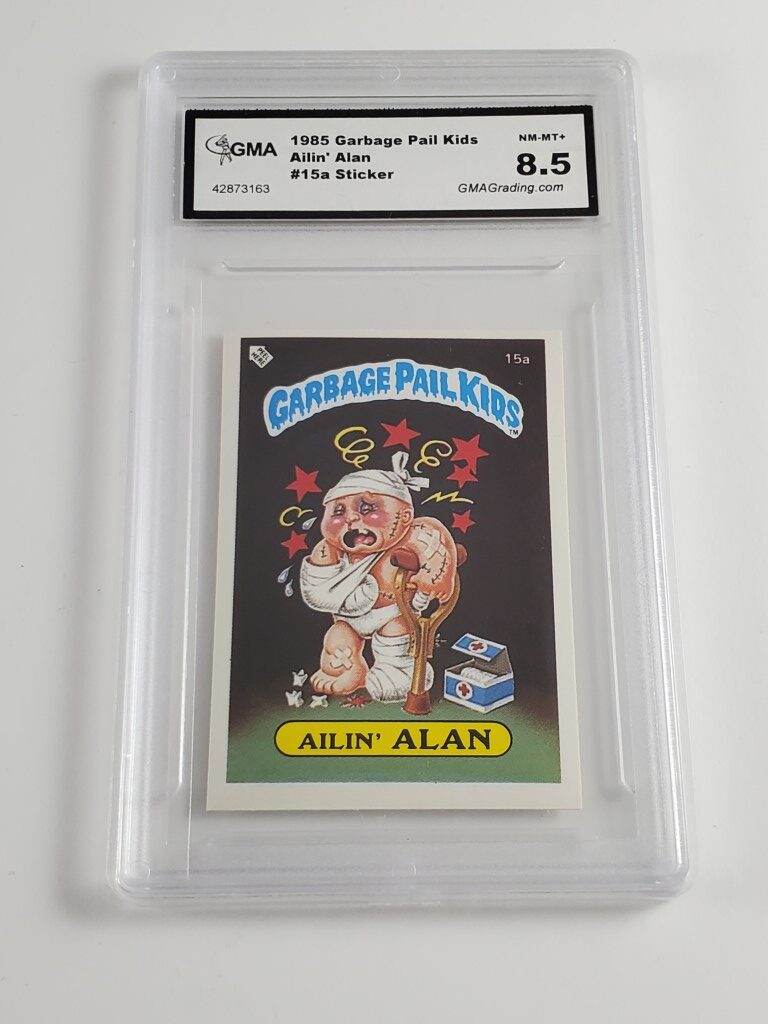 GMA
1985 Garbage Pail Kids
Ailin' Alan
#15a Sticker
42873163
NM-MT+
8.5
GMAGrading.com
PEEL HERE
15a
GARBAGE PAIL KIDS
TM
AILIN' ALAN